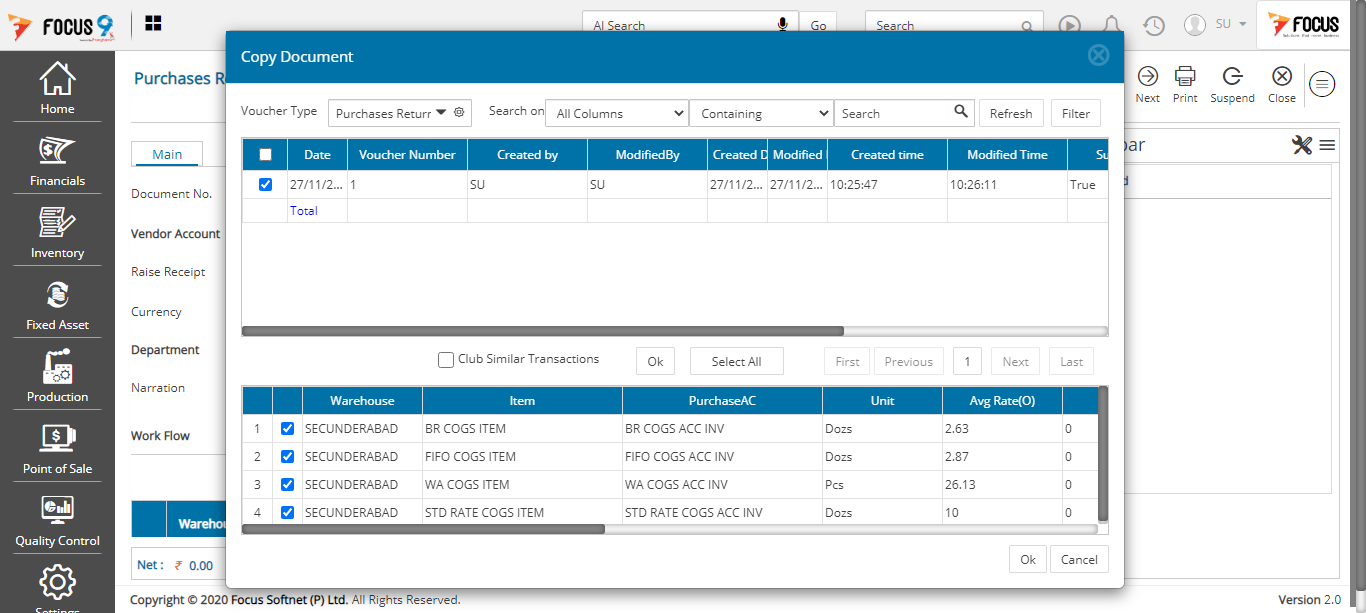 FOCUS 9
AI Search
Go
Search
SU
FOCUS
Home
Financials
Inventory
Fixed Asset
Production
Point of Sale
Quality Control
Settings
Purchases R
Next
Print
Suspend
Close
Main
Document No.
Vendor Account
Raise Receipt
Currency
Department
Narration
Work Flow
Warehou
Net : ₹ 0.00
bar
d
Copy Document
Voucher Type
Purchases Return
Search on
All Columns
Containing
Search
Refresh
Filter
Date Voucher Number Created by ModifiedBy Created D Modified Created time Modified Time Su
27/11/2... 1 SU SU 27/11/2... 27/11/2... 10:25:47 10:26:11 True
Total
Club Similar Transactions
Ok
Select All
First
Previous
1
Next
Last
Warehouse Item PurchaseAC Unit Avg Rate(O)
1 SECUNDERABAD BR COGS ITEM BR COGS ACC INV Dozs 2.63 0
2 SECUNDERABAD FIFO COGS ITEM FIFO COGS ACC INV Dozs 2.87 0
3 SECUNDERABAD WA COGS ITEM WA COGS ACC INV Pcs 26.13 0
4 SECUNDERABAD STD RATE COGS ITEM STD RATE COGS ACC INV Dozs 10 0
Ok
Cancel
Copyright © 2020 Focus Softnet (P) Ltd. All Rights Reserved.
Version 2.0